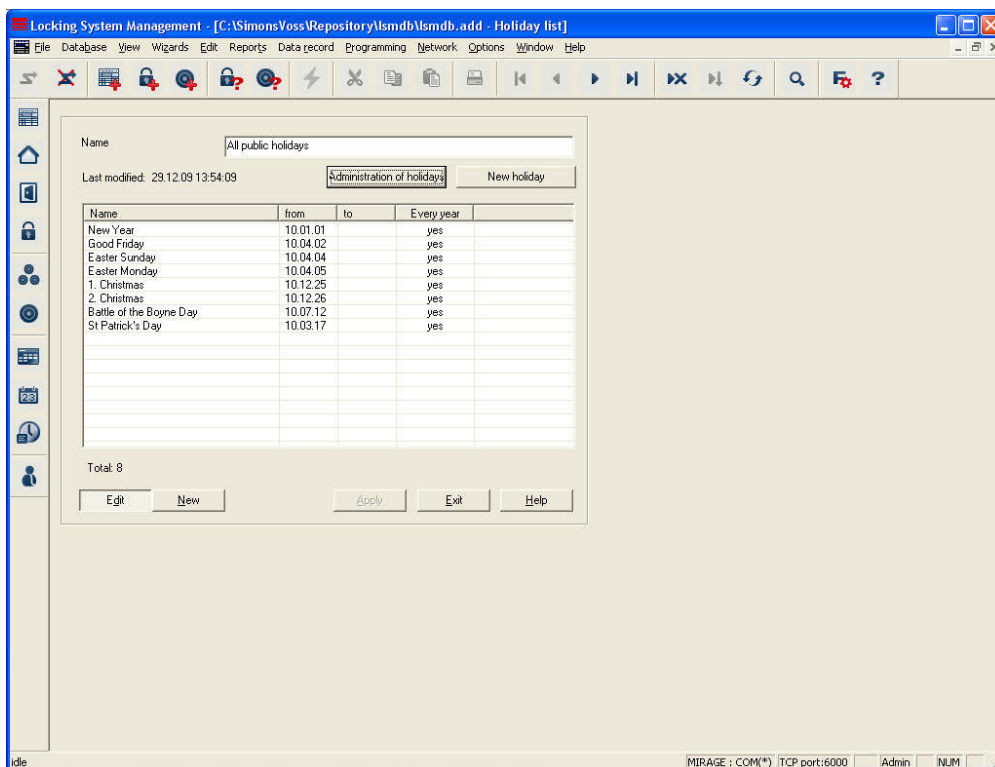 Locking System Management - [C:\SimonsVoss\Repository\lsmdb\lsmdb.add - Holiday list]
File Database View Wizards Edit Reports Data record Programming Network Options Window Help
Name All public holidays
Last modified: 29.12.09 13:54:09 Administration of holidays New holiday
Name from to Every year
New Year 10.01.01 yes
Good Friday 10.04.02 yes
Easter Sunday 10.04.04 yes
Easter Monday 10.04.05 yes
1. Christmas 10.12.25 yes
2. Christmas 10.12.26 yes
Battle of the Boyne Day 10.07.12 yes
St Patrick's Day 10.03.17 yes
Total: 8
Edit New Apply Exit Help
idle MIRAGE : COM(*) TCP port:6000 Admin NUM